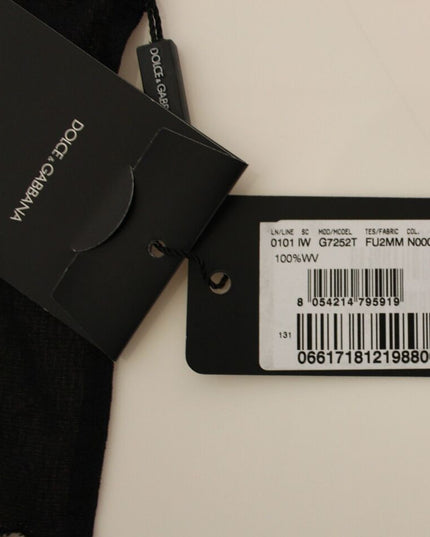 DOLCE & GABBANA
DOLCE & GABB
LN/LINE SC MOD/MODEL TES/FABRIC COL.
0101 IW G7252T FU2MM N000
100%WV
8 054214 795919
131
06617181219880